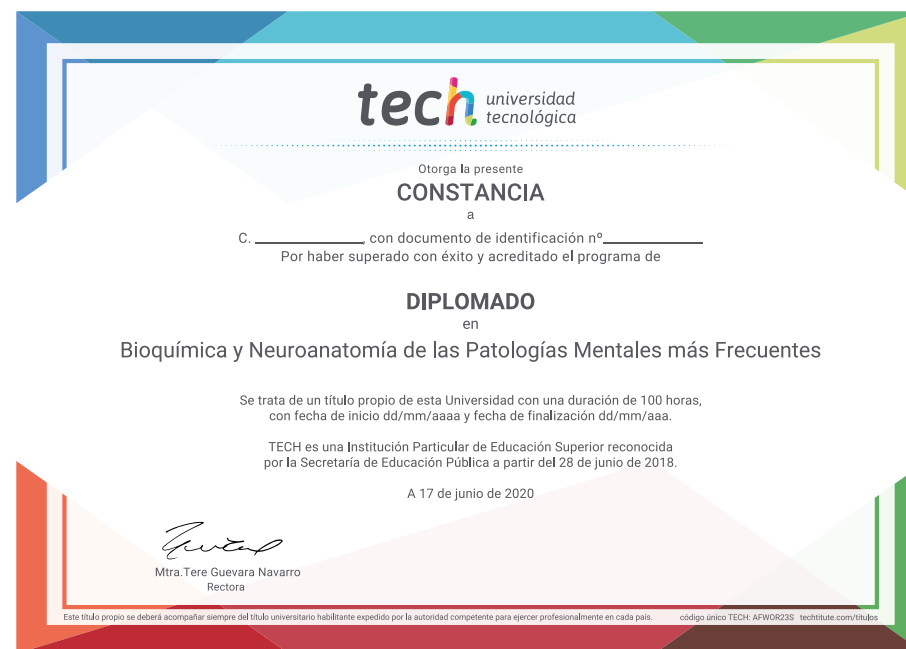 tech universidad
tecnológica
Otorga la presente
CONSTANCIA
a
C. ______________, con documento de identificación nº_____________
Por haber superado con éxito y acreditado el programa de
DIPLOMADO
en
Bioquímica y Neuroanatomía de las Patologías Mentales más Frecuentes
Se trata de un título propio de esta Universidad con una duración de 100 horas,
con fecha de inicio dd/mm/aaaa y fecha de finalización dd/mm/aaa.
TECH es una Institución Particular de Educación Superior reconocida
por la Secretaría de Educación Pública a partir del 28 de junio de 2018.
A 17 de junio de 2020
Mtra.Tere Guevara Navarro
Rectora
Este título propio se deberá acompañar siempre del título universitario habilitante expedido por la autoridad competente para ejercer profesionalmente en cada país. código único TECH: AFWOR23S techtitute.com/titulos